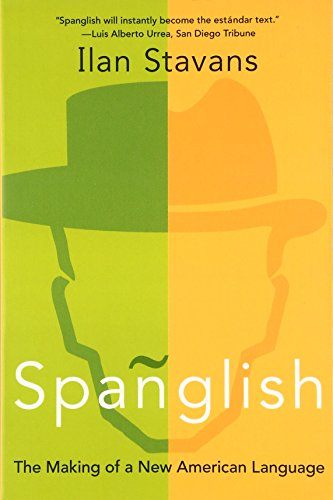 "Spanglish will instantly become the estándar text."
—Luis Alberto Urrea, San Diego Tribune
Ilan Stavans
Spañglish
The Making of a New American Language